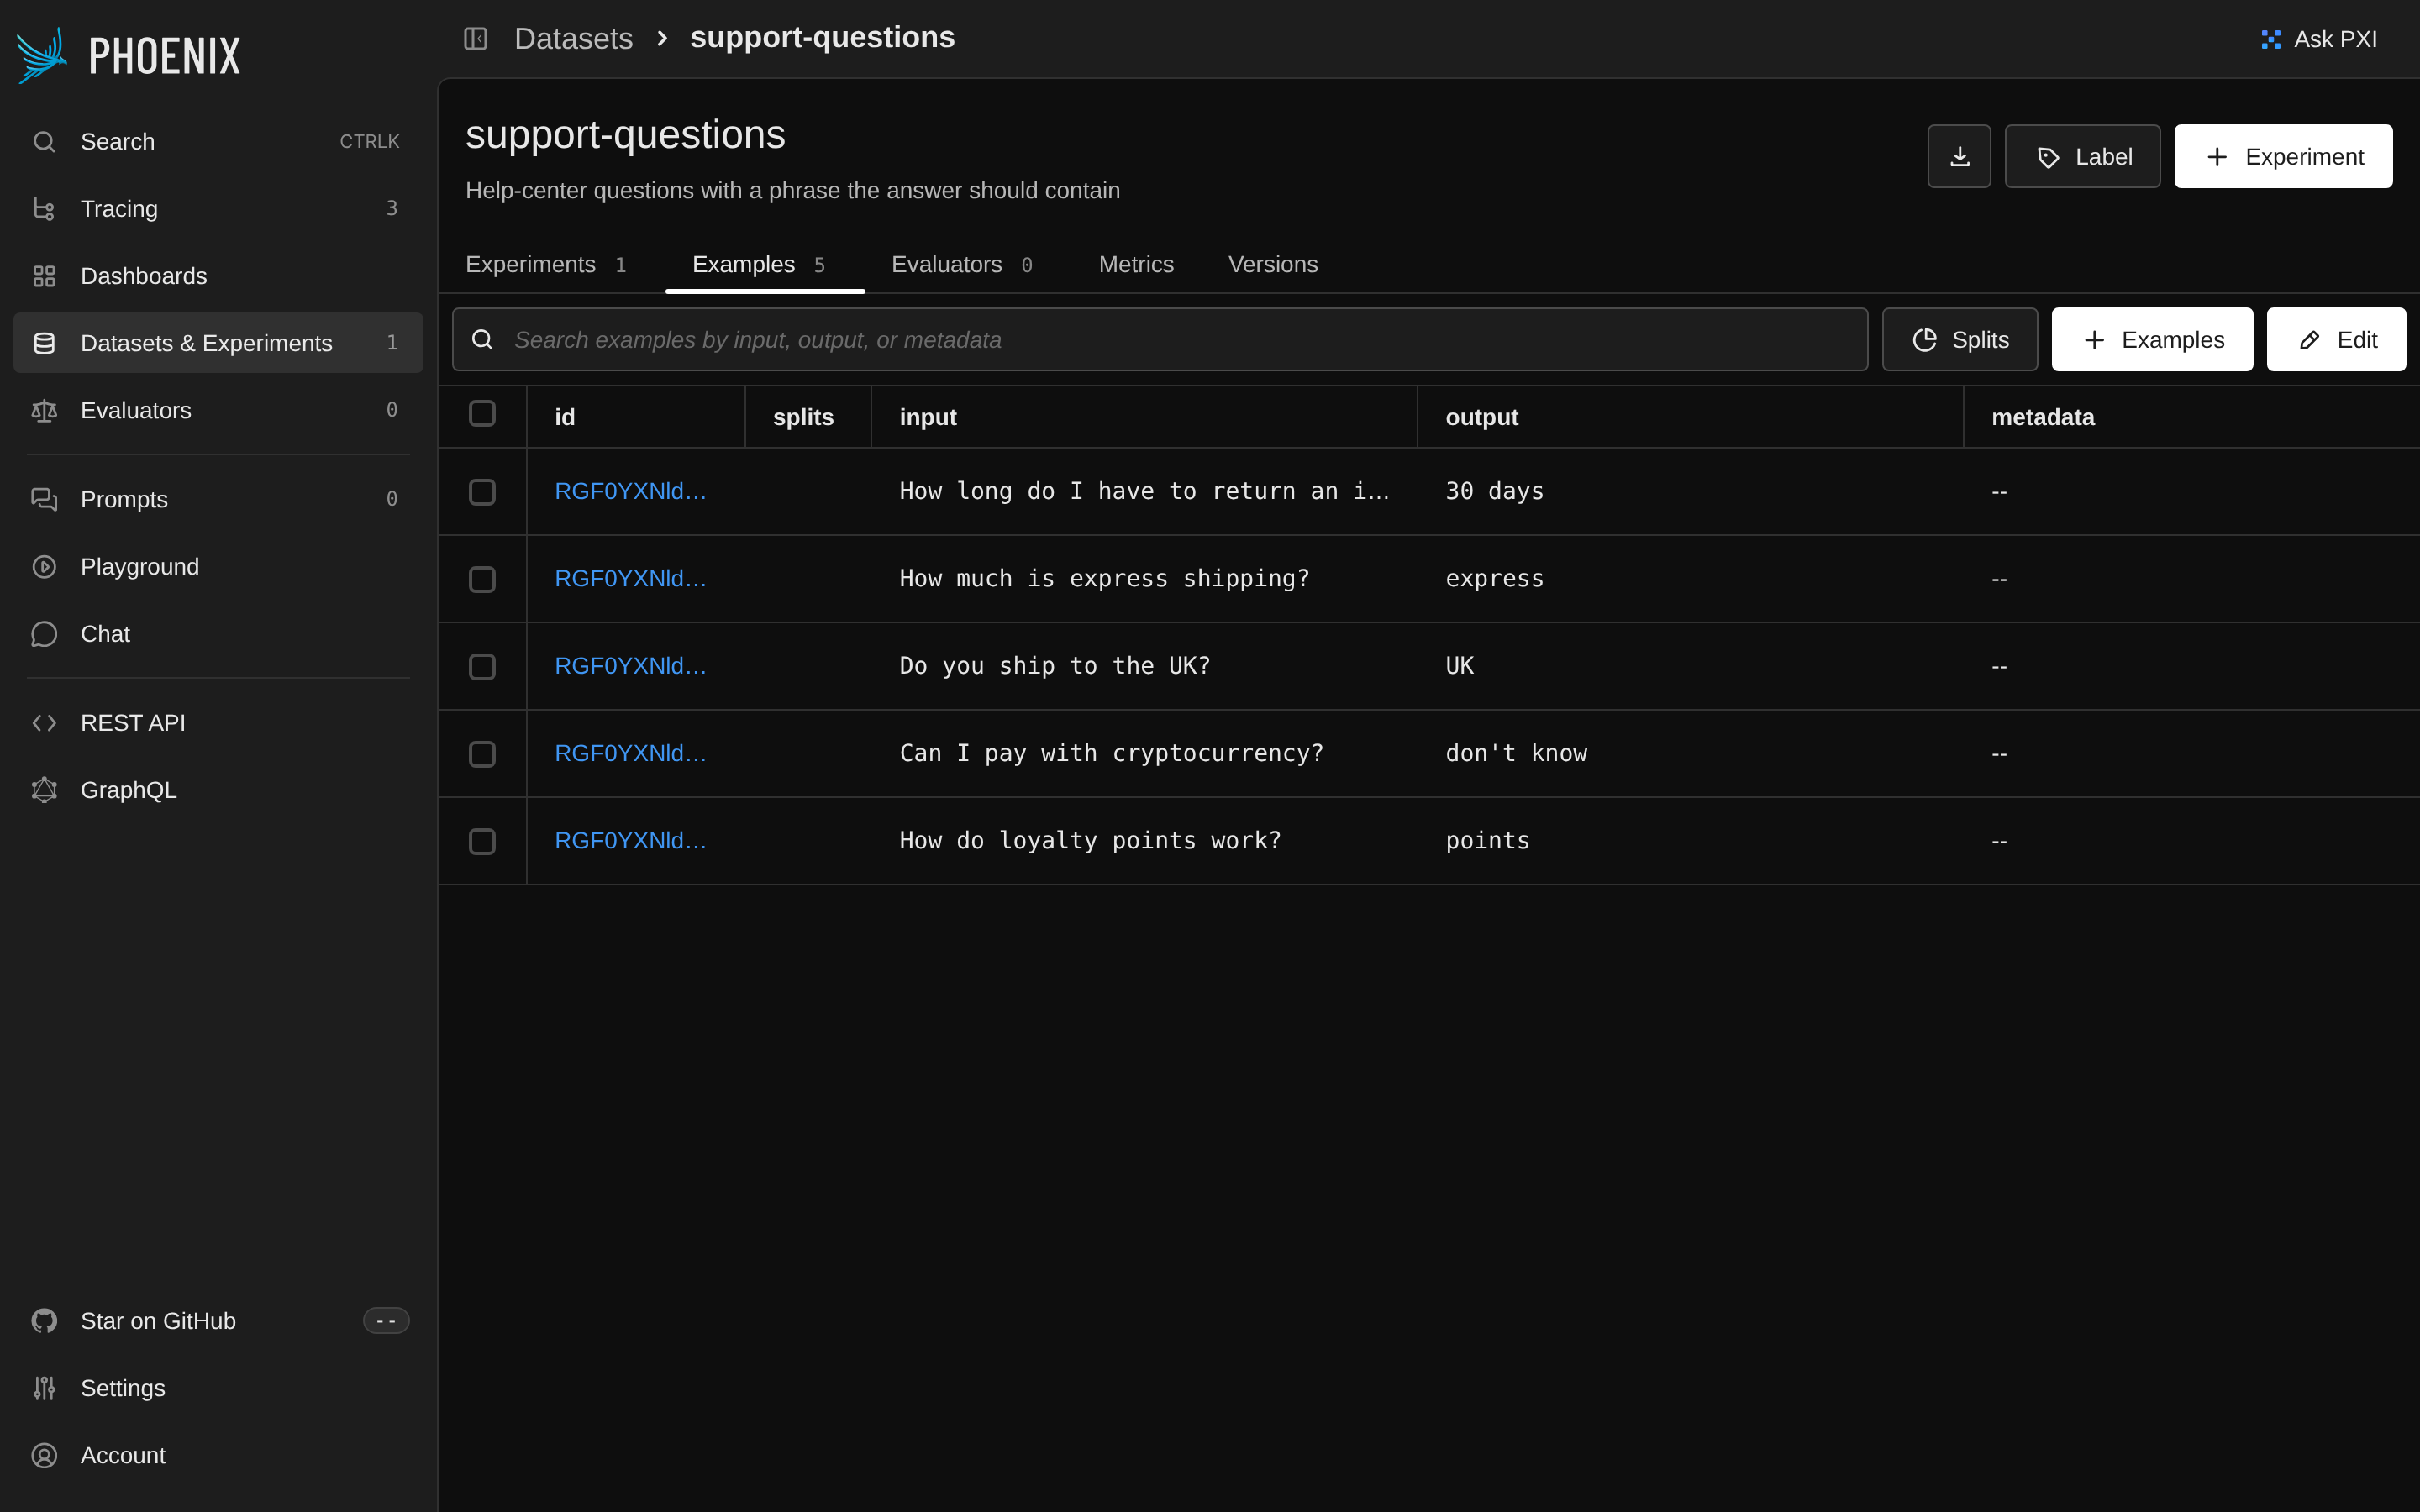 PHOENIX
Datasets > support-questions
Ask PXI
Search CTRLK
Tracing 3
Dashboards
Datasets & Experiments 1
Evaluators 0
Prompts 0
Playground
Chat
REST API
GraphQL
Star on GitHub --
Settings
Account
support-questions
Help-center questions with a phrase the answer should contain
Label
Experiment
Experiments 1 Examples 5 Evaluators 0 Metrics Versions
Search examples by input, output, or metadata
Splits
Examples
Edit
id splits input output metadata
RGF0YXNld... How long do I have to return an i... 30 days --
RGF0YXNld... How much is express shipping? express --
RGF0YXNld... Do you ship to the UK? UK --
RGF0YXNld... Can I pay with cryptocurrency? don't know --
RGF0YXNld... How do loyalty points work? points --